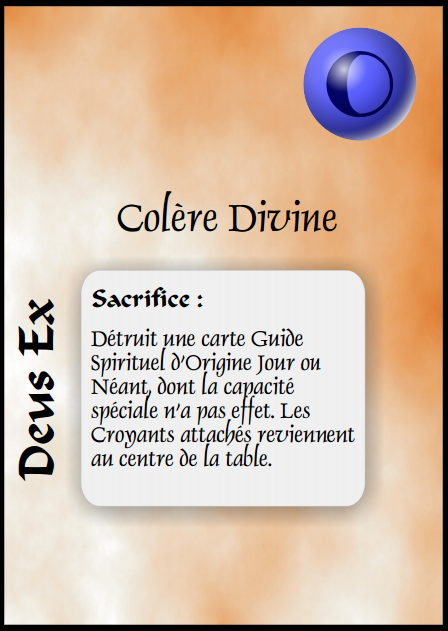 Colère Divine
Deus Ex
Sacrifice :
Détruit une carte Guide
Spirituel d'Origine Jour ou
Néant, dont la capacité
spéciale n'a pas effet. Les
Croyants attachés reviennent
au centre de la table.